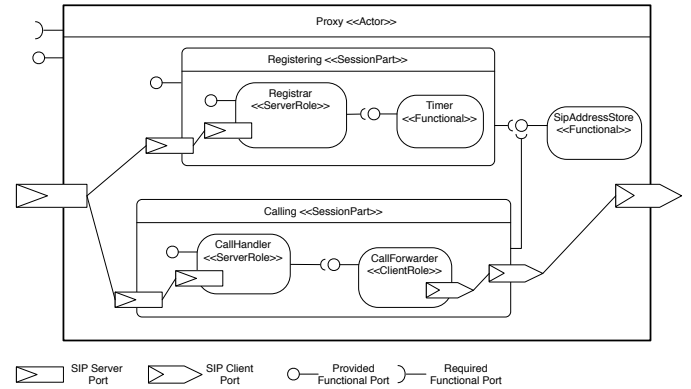 Proxy <<Actor>>
Registering <<SessionPart>>
Registrar
<<ServerRole>>
Timer
<<Functional>>
SipAddressStore
<<Functional>>
Calling <<SessionPart>>
CallHandler
<<ServerRole>>
CallForwarder
<<ClientRole>>
SIP Server
Port
SIP Client
Port
Provided
Functional Port
Required
Functional Port